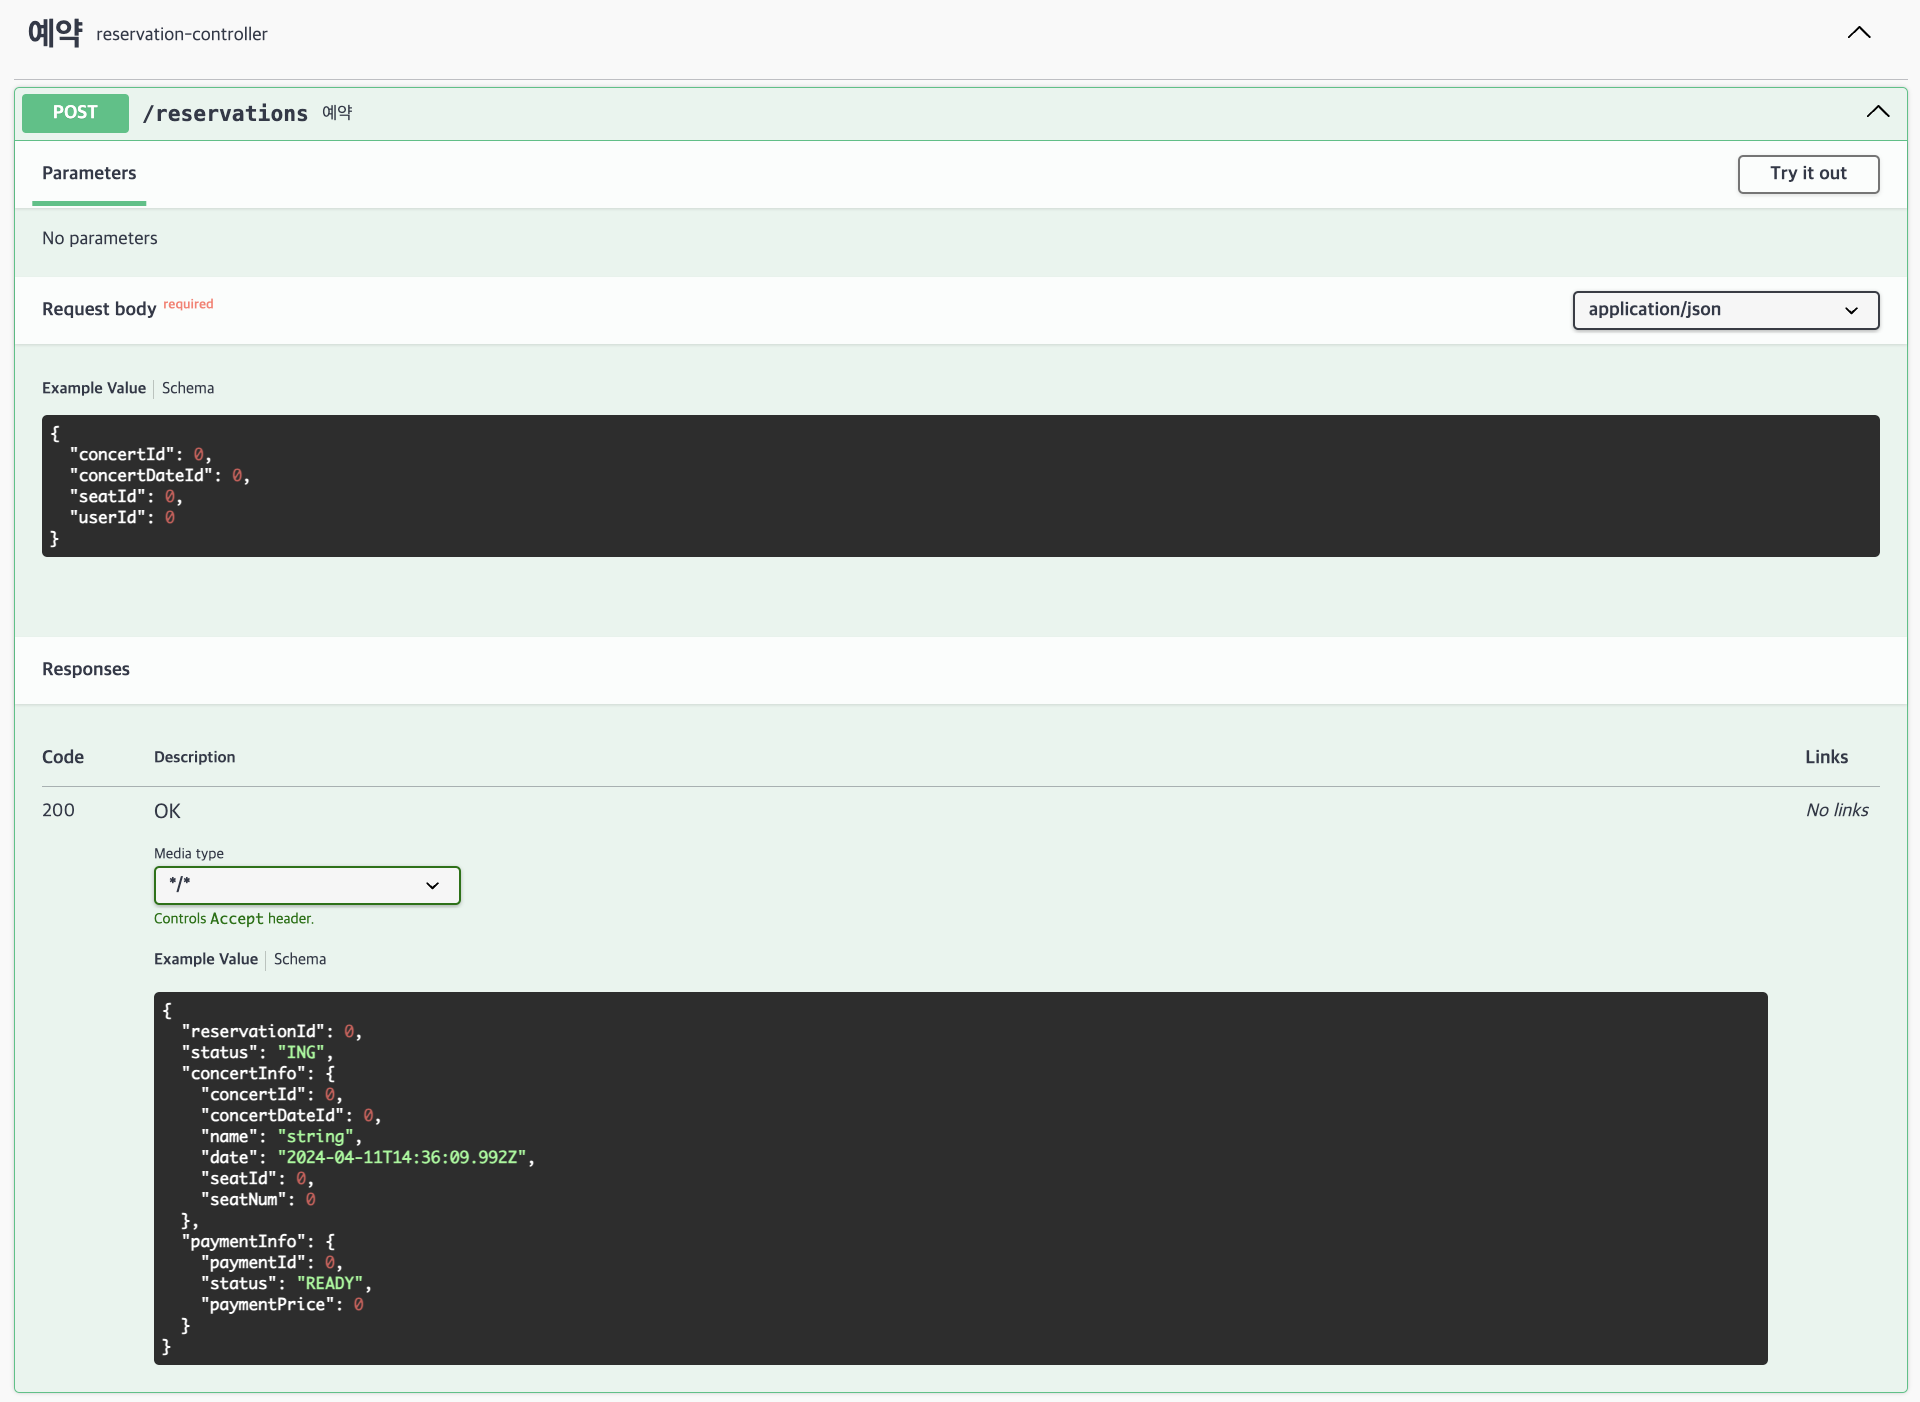 예약 reservation-controller
POST /reservations 예약
Parameters
Try it out
No parameters
Request body required
application/json
Example Value Schema
{
  "concertId": 0,
  "concertDateId": 0,
  "seatId": 0,
  "userId": 0
}
Responses
Code Description Links
200 OK No links
Media type
*/*
Controls Accept header.
Example Value Schema
{
  "reservationId": 0,
  "status": "ING",
  "concertInfo": {
    "concertId": 0,
    "concertDateId": 0,
    "name": "string",
    "date": "2024-04-11T14:36:09.992Z",
    "seatId": 0,
    "seatNum": 0
  },
  "paymentInfo": {
    "paymentId": 0,
    "status": "READY",
    "paymentPrice": 0
  }
}